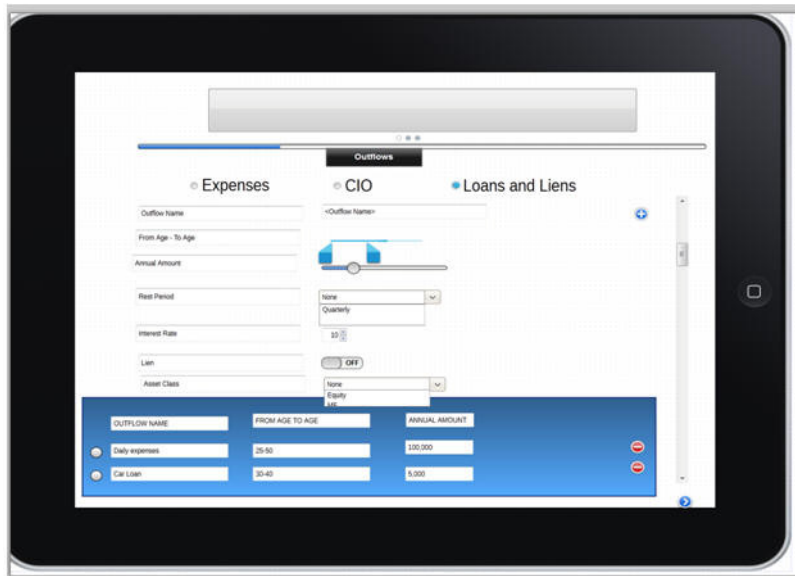 Outflows
Expenses CIO Loans and Liens
Outflow Name <Outflow Name>
From Age - To Age
Annual Amount
Rest Period None
Quarterly
Interest Rate 10
Lien OFF
Asset Class None
Equity
OUTFLOW NAME FROM AGE TO AGE ANNUAL AMOUNT
Daily expenses 25-50 100,000
Car Loan 30-40 5,000